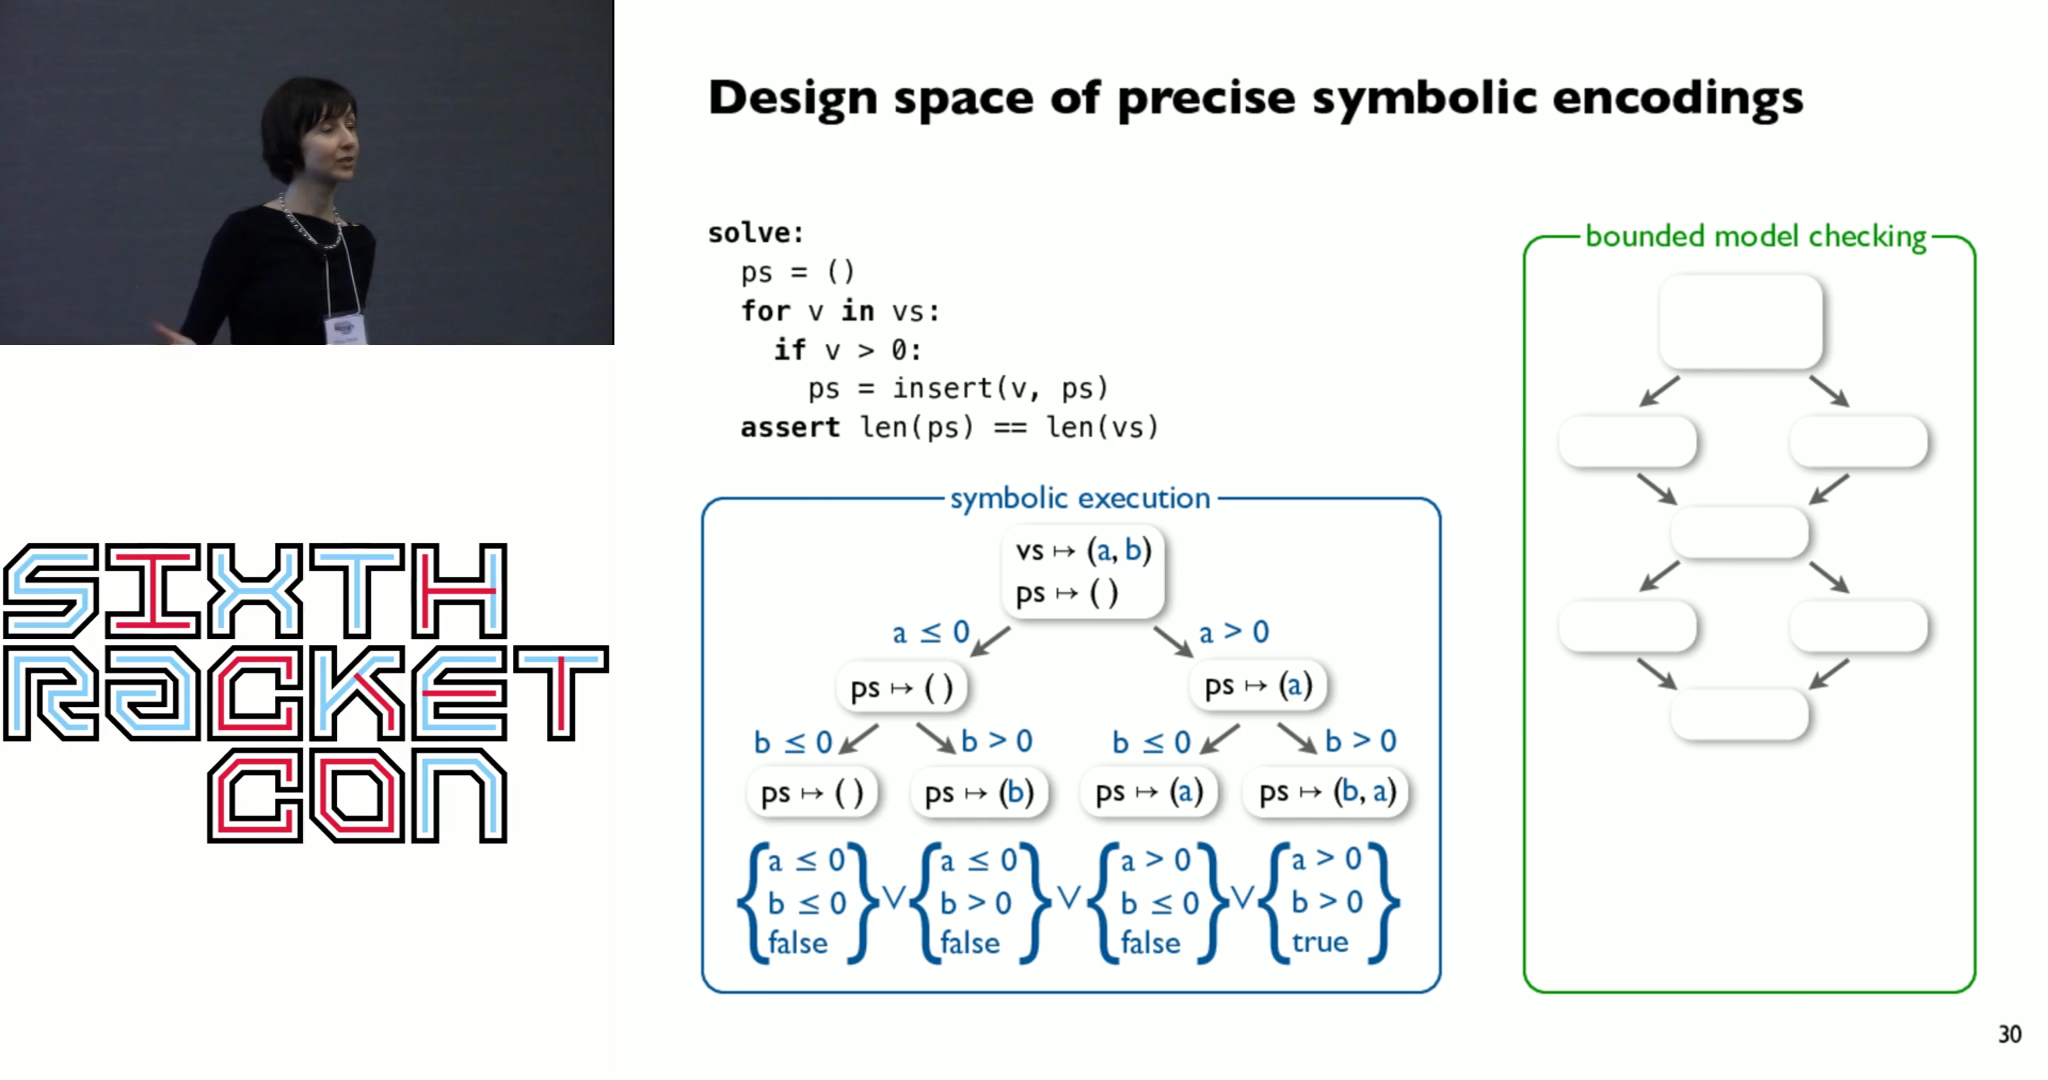 Design space of precise symbolic encodings
solve:
ps = ()
for v in vs:
if v > 0:
ps = insert(v, ps)
assert len(ps) == len(vs)
symbolic execution
vs ↦ (a, b)
ps ↦ ( )
a ≤ 0
a > 0
ps ↦ ( )
ps ↦ (a)
b ≤ 0
b > 0
b ≤ 0
b > 0
ps ↦ ( )
ps ↦ (b)
ps ↦ (a)
ps ↦ (b, a)
{a ≤ 0
b ≤ 0
false}
∨
{a ≤ 0
b > 0
false}
∨
{a > 0
b ≤ 0
false}
∨
{a > 0
b > 0
true}
bounded model checking
SIXTH
RACKET
CON
30